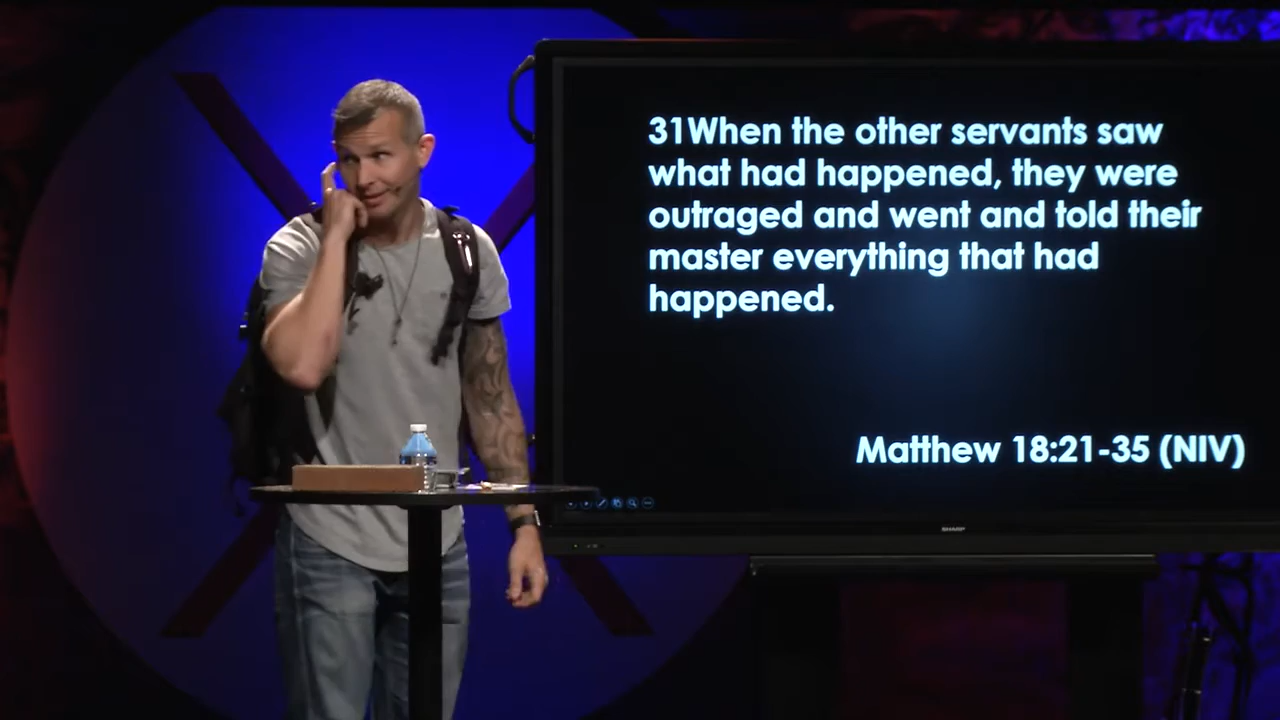 31When the other servants saw
what had happened, they were
outraged and went and told their
master everything that had
happened.
Matthew 18:21-35 (NIV)
SHARP